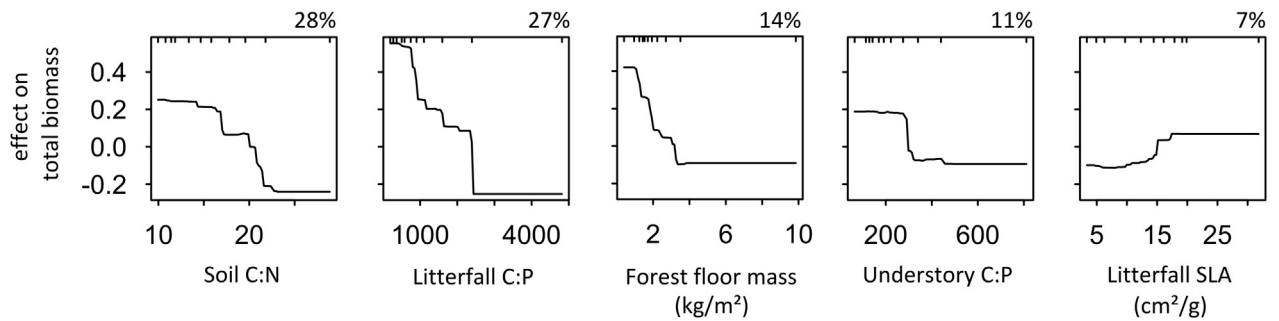 28% 27% 14% 11% 7%
effect on
total biomass
0.4
0.2
0.0
-0.2
10 20 1000 4000 2 6 10 200 600 5 15 25
Soil C:N Litterfall C:P Forest floor mass Understory C:P Litterfall SLA
(kg/m²) (cm²/g)